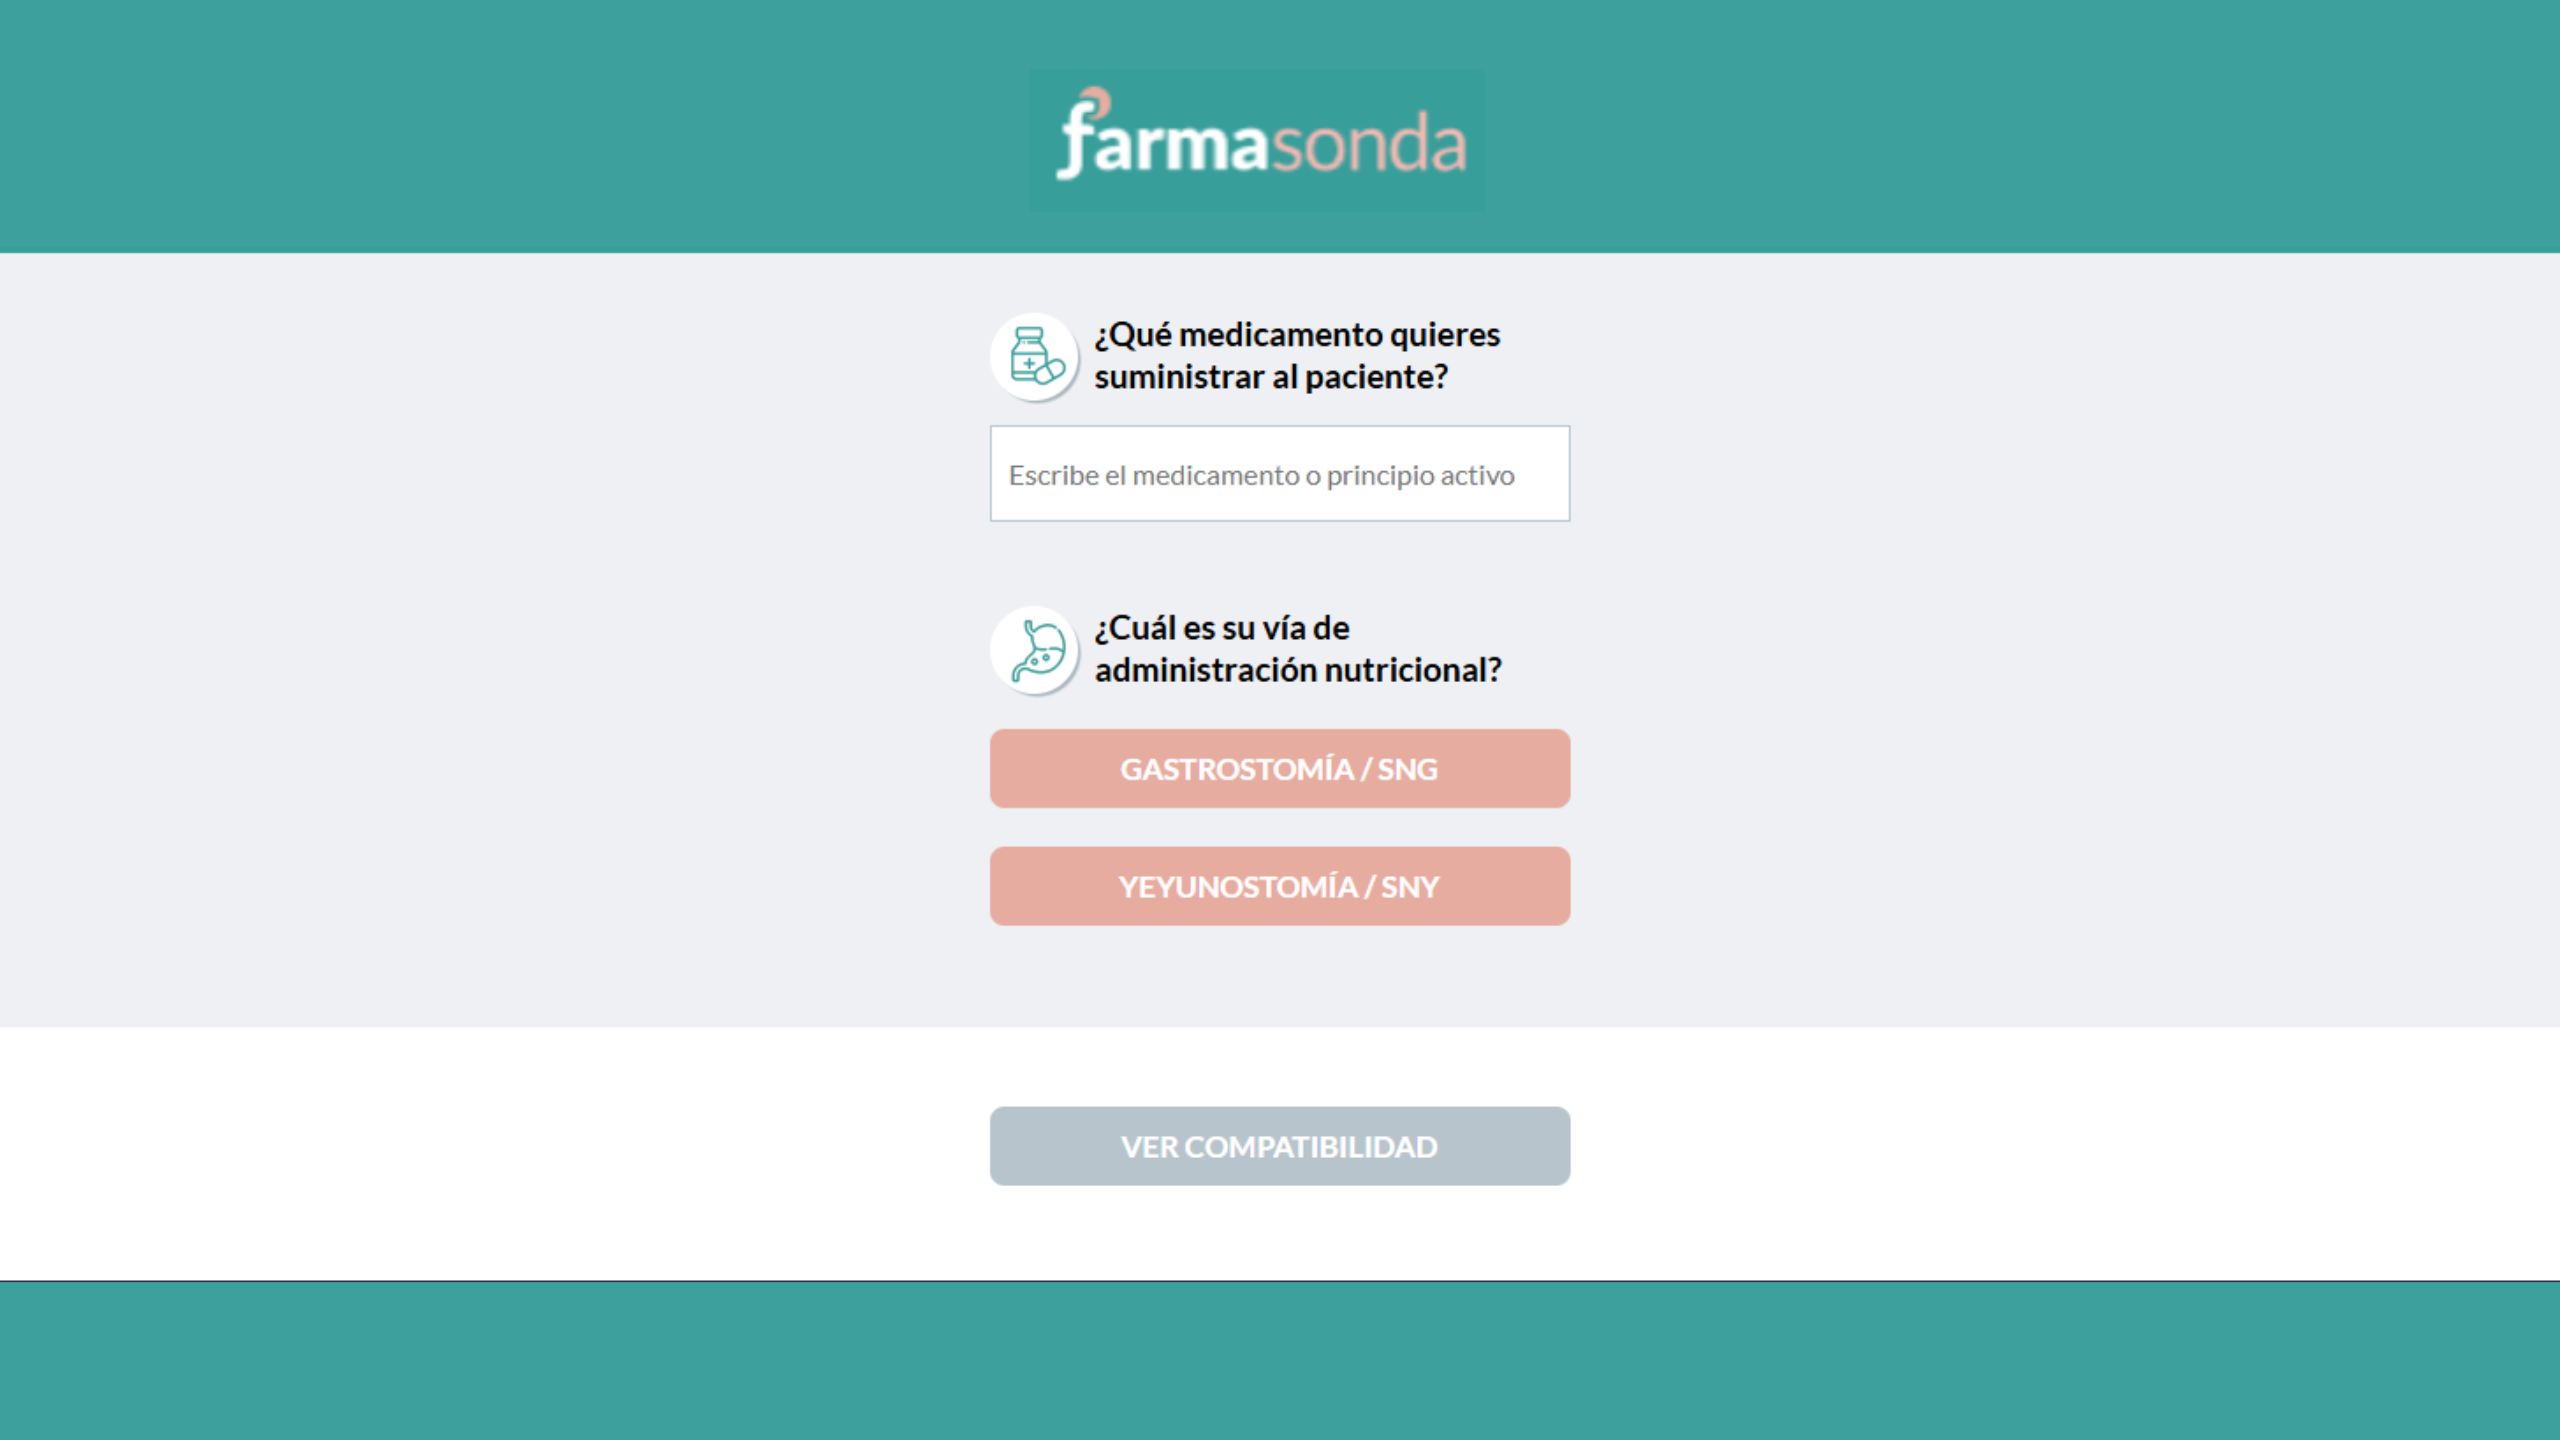 farmasonda
¿Qué medicamento quieres
suministrar al paciente?
Escribe el medicamento o principio activo
¿Cuál es su vía de
administración nutricional?
GASTROSTOMÍA / SNG
YEYUNOSTOMÍA / SNY
VER COMPATIBILIDAD